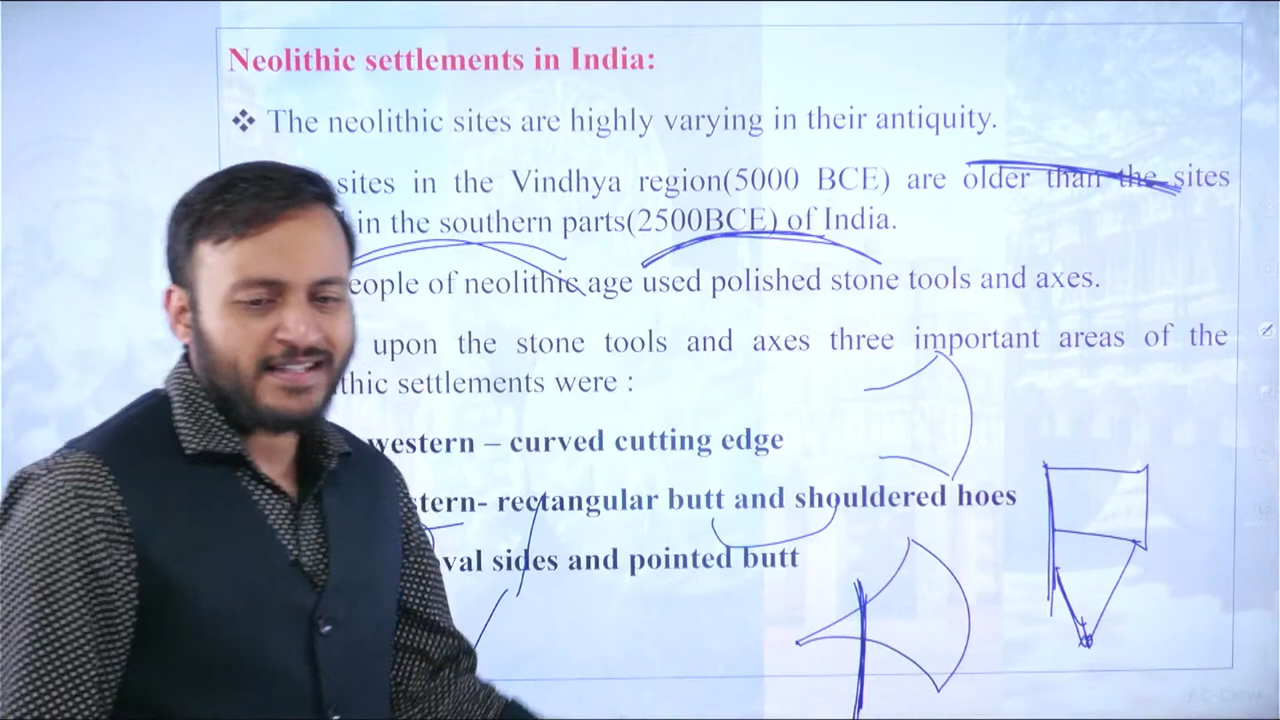 Neolithic settlements in India:
❖ The neolithic sites are highly varying in their antiquity.
sites in the Vindhya region(5000 BCE) are older than the sites
in the southern parts(2500BCE) of India.
eople of neolithic age used polished stone tools and axes.
upon the stone tools and axes three important areas of the
thic settlements were :
western – curved cutting edge
tern- rectangular butt and shouldered hoes
val sides and pointed butt